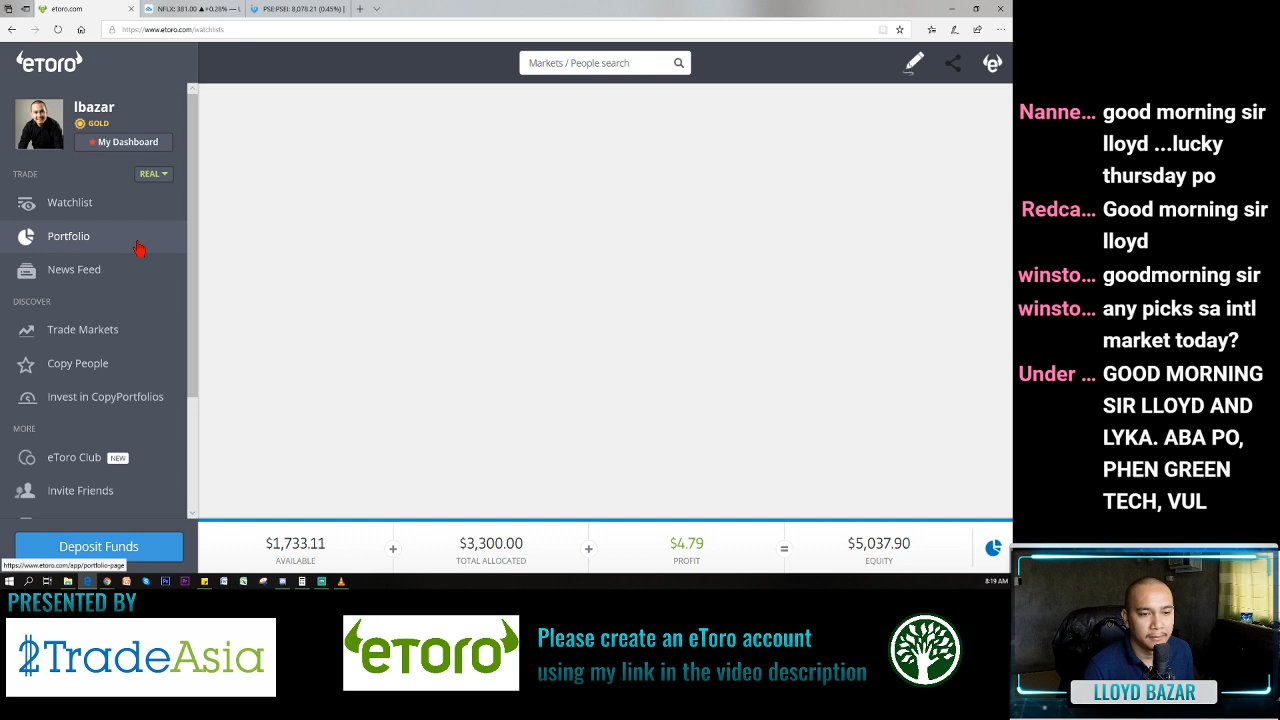 etoro.com
NFLX: 381.00 ▲+0.28% — U
PSE:PSEI: 8,078.21 (0.45%) |
https://www.etoro.com/watchlists
eToro
Markets / People search
lbazar
GOLD
My Dashboard
TRADE
REAL
Watchlist
Portfolio
News Feed
DISCOVER
Trade Markets
Copy People
Invest in CopyPortfolios
MORE
eToro Club NEW
Invite Friends
Deposit Funds
https://www.etoro.com/app/portfolio-page
$1,733.11
AVAILABLE
$3,300.00
TOTAL ALLOCATED
$4.79
PROFIT
$5,037.90
EQUITY
8:19 AM
Nanne… good morning sir
lloyd ...lucky
thursday po
Redca… Good morning sir
lloyd
winsto… goodmorning sir
winsto… any picks sa intl
market today?
Under … GOOD MORNING
SIR LLOYD AND
LYKA. ABA PO,
PHEN GREEN
TECH, VUL
PRESENTED BY
2TradeAsia
eToro
Please create an eToro account
using my link in the video description
LLOYD BAZAR